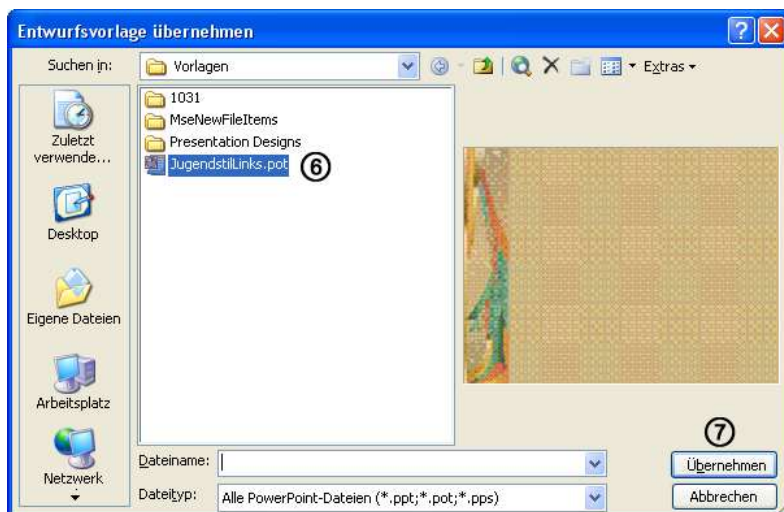 Entwurfsvorlage übernehmen
Suchen in:
Vorlagen
Extras
Zuletzt
verwende...
Desktop
Eigene Dateien
Arbeitsplatz
Netzwerk
1031
MseNewFileItems
Presentation Designs
JugendstilLinks.pot
6
Dateiname:
Dateityp:
Alle PowerPoint-Dateien (*.ppt;*.pot;*.pps)
7
Übernehmen
Abbrechen